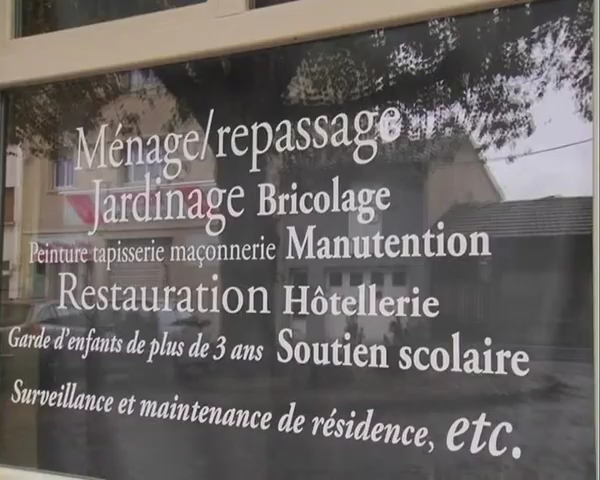 Ménage/repassage
Jardinage Bricolage
Peinture tapisserie maçonnerie Manutention
Restauration Hôtellerie
Garde d'enfants de plus de 3 ans Soutien scolaire
Surveillance et maintenance de résidence, etc.